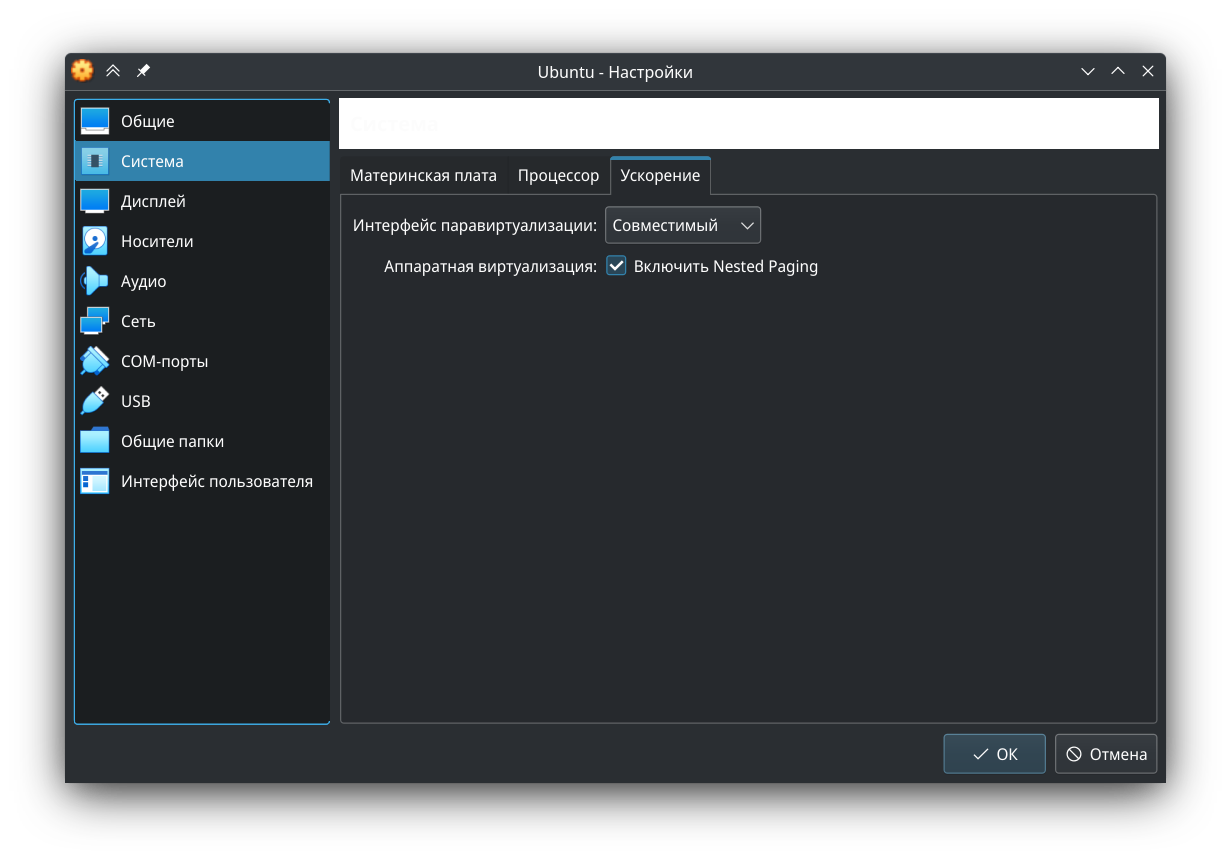 Ubuntu - Настройки
Общие
Система
Дисплей
Носители
Аудио
Сеть
COM-порты
USB
Общие папки
Интерфейс пользователя
Система
Материнская плата Процессор Ускорение
Интерфейс паравиртуализации: Совместимый
Аппаратная виртуализация: Включить Nested Paging
OK Отмена